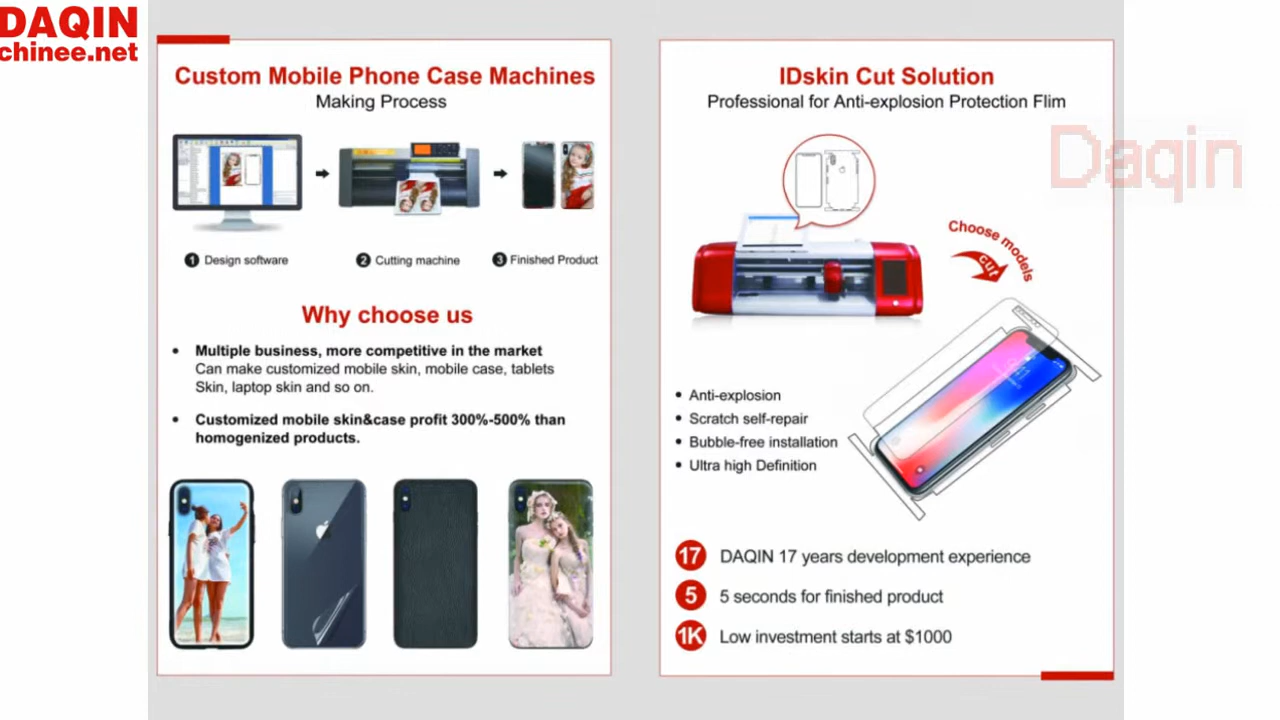 DAQIN
chinee.net
Custom Mobile Phone Case Machines
Making Process
1 Design software
2 Cutting machine
3 Finished Product
Why choose us
• Multiple business, more competitive in the market
Can make customized mobile skin, mobile case, tablets
Skin, laptop skin and so on.
• Customized mobile skin&case profit 300%-500% than
homogenized products.
IDskin Cut Solution
Professional for Anti-explosion Protection Flim
Daqin
Choose models
cut
• Anti-explosion
• Scratch self-repair
• Bubble-free installation
• Ultra high Definition
17 DAQIN 17 years development experience
5 5 seconds for finished product
1K Low investment starts at $1000